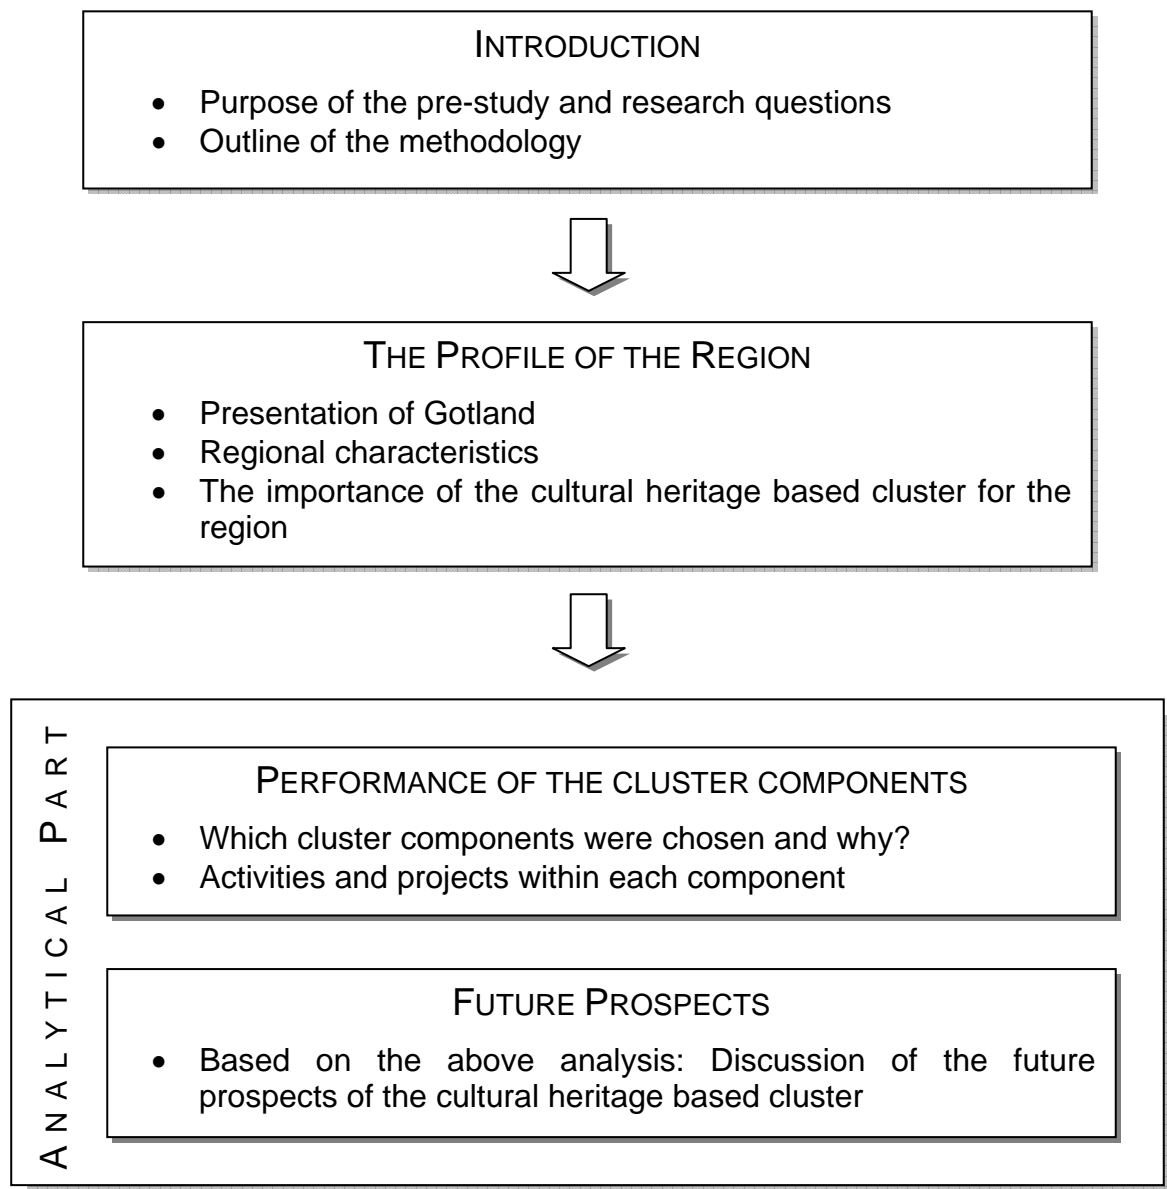 INTRODUCTION
• Purpose of the pre-study and research questions
• Outline of the methodology
THE PROFILE OF THE REGION
• Presentation of Gotland
• Regional characteristics
• The importance of the cultural heritage based cluster for the
region
ANALYTICAL PART
PERFORMANCE OF THE CLUSTER COMPONENTS
• Which cluster components were chosen and why?
• Activities and projects within each component
FUTURE PROSPECTS
• Based on the above analysis: Discussion of the future
prospects of the cultural heritage based cluster